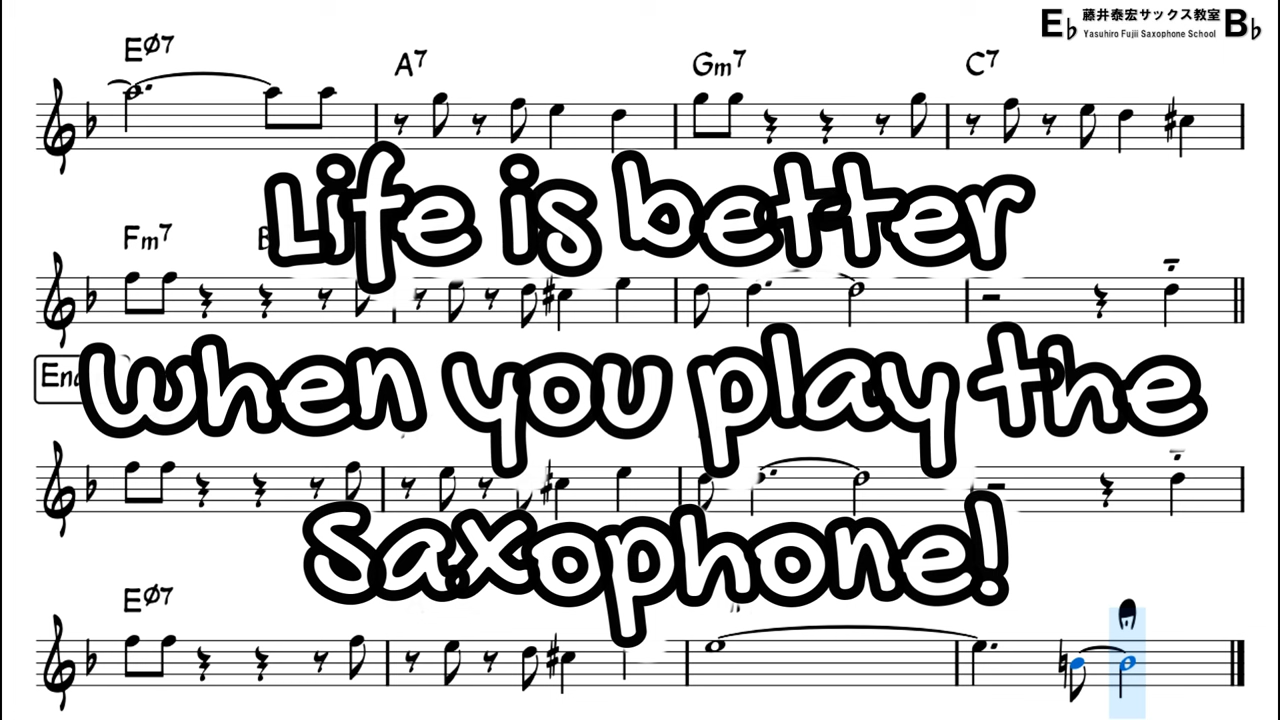 E♭ 藤井泰宏サックス教室 B♭
Yasuhiro Fujii Saxophone School
EØ7 A7 Gm7 C7
Life is better
Fm7
when you play the
Saxophone!
EØ7